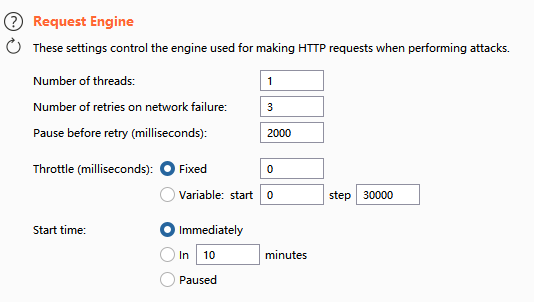 Request Engine
These settings control the engine used for making HTTP requests when performing attacks.
Number of threads: 1
Number of retries on network failure: 3
Pause before retry (milliseconds): 2000
Throttle (milliseconds): Fixed 0
Variable: start 0 step 30000
Start time: Immediately
In 10 minutes
Paused